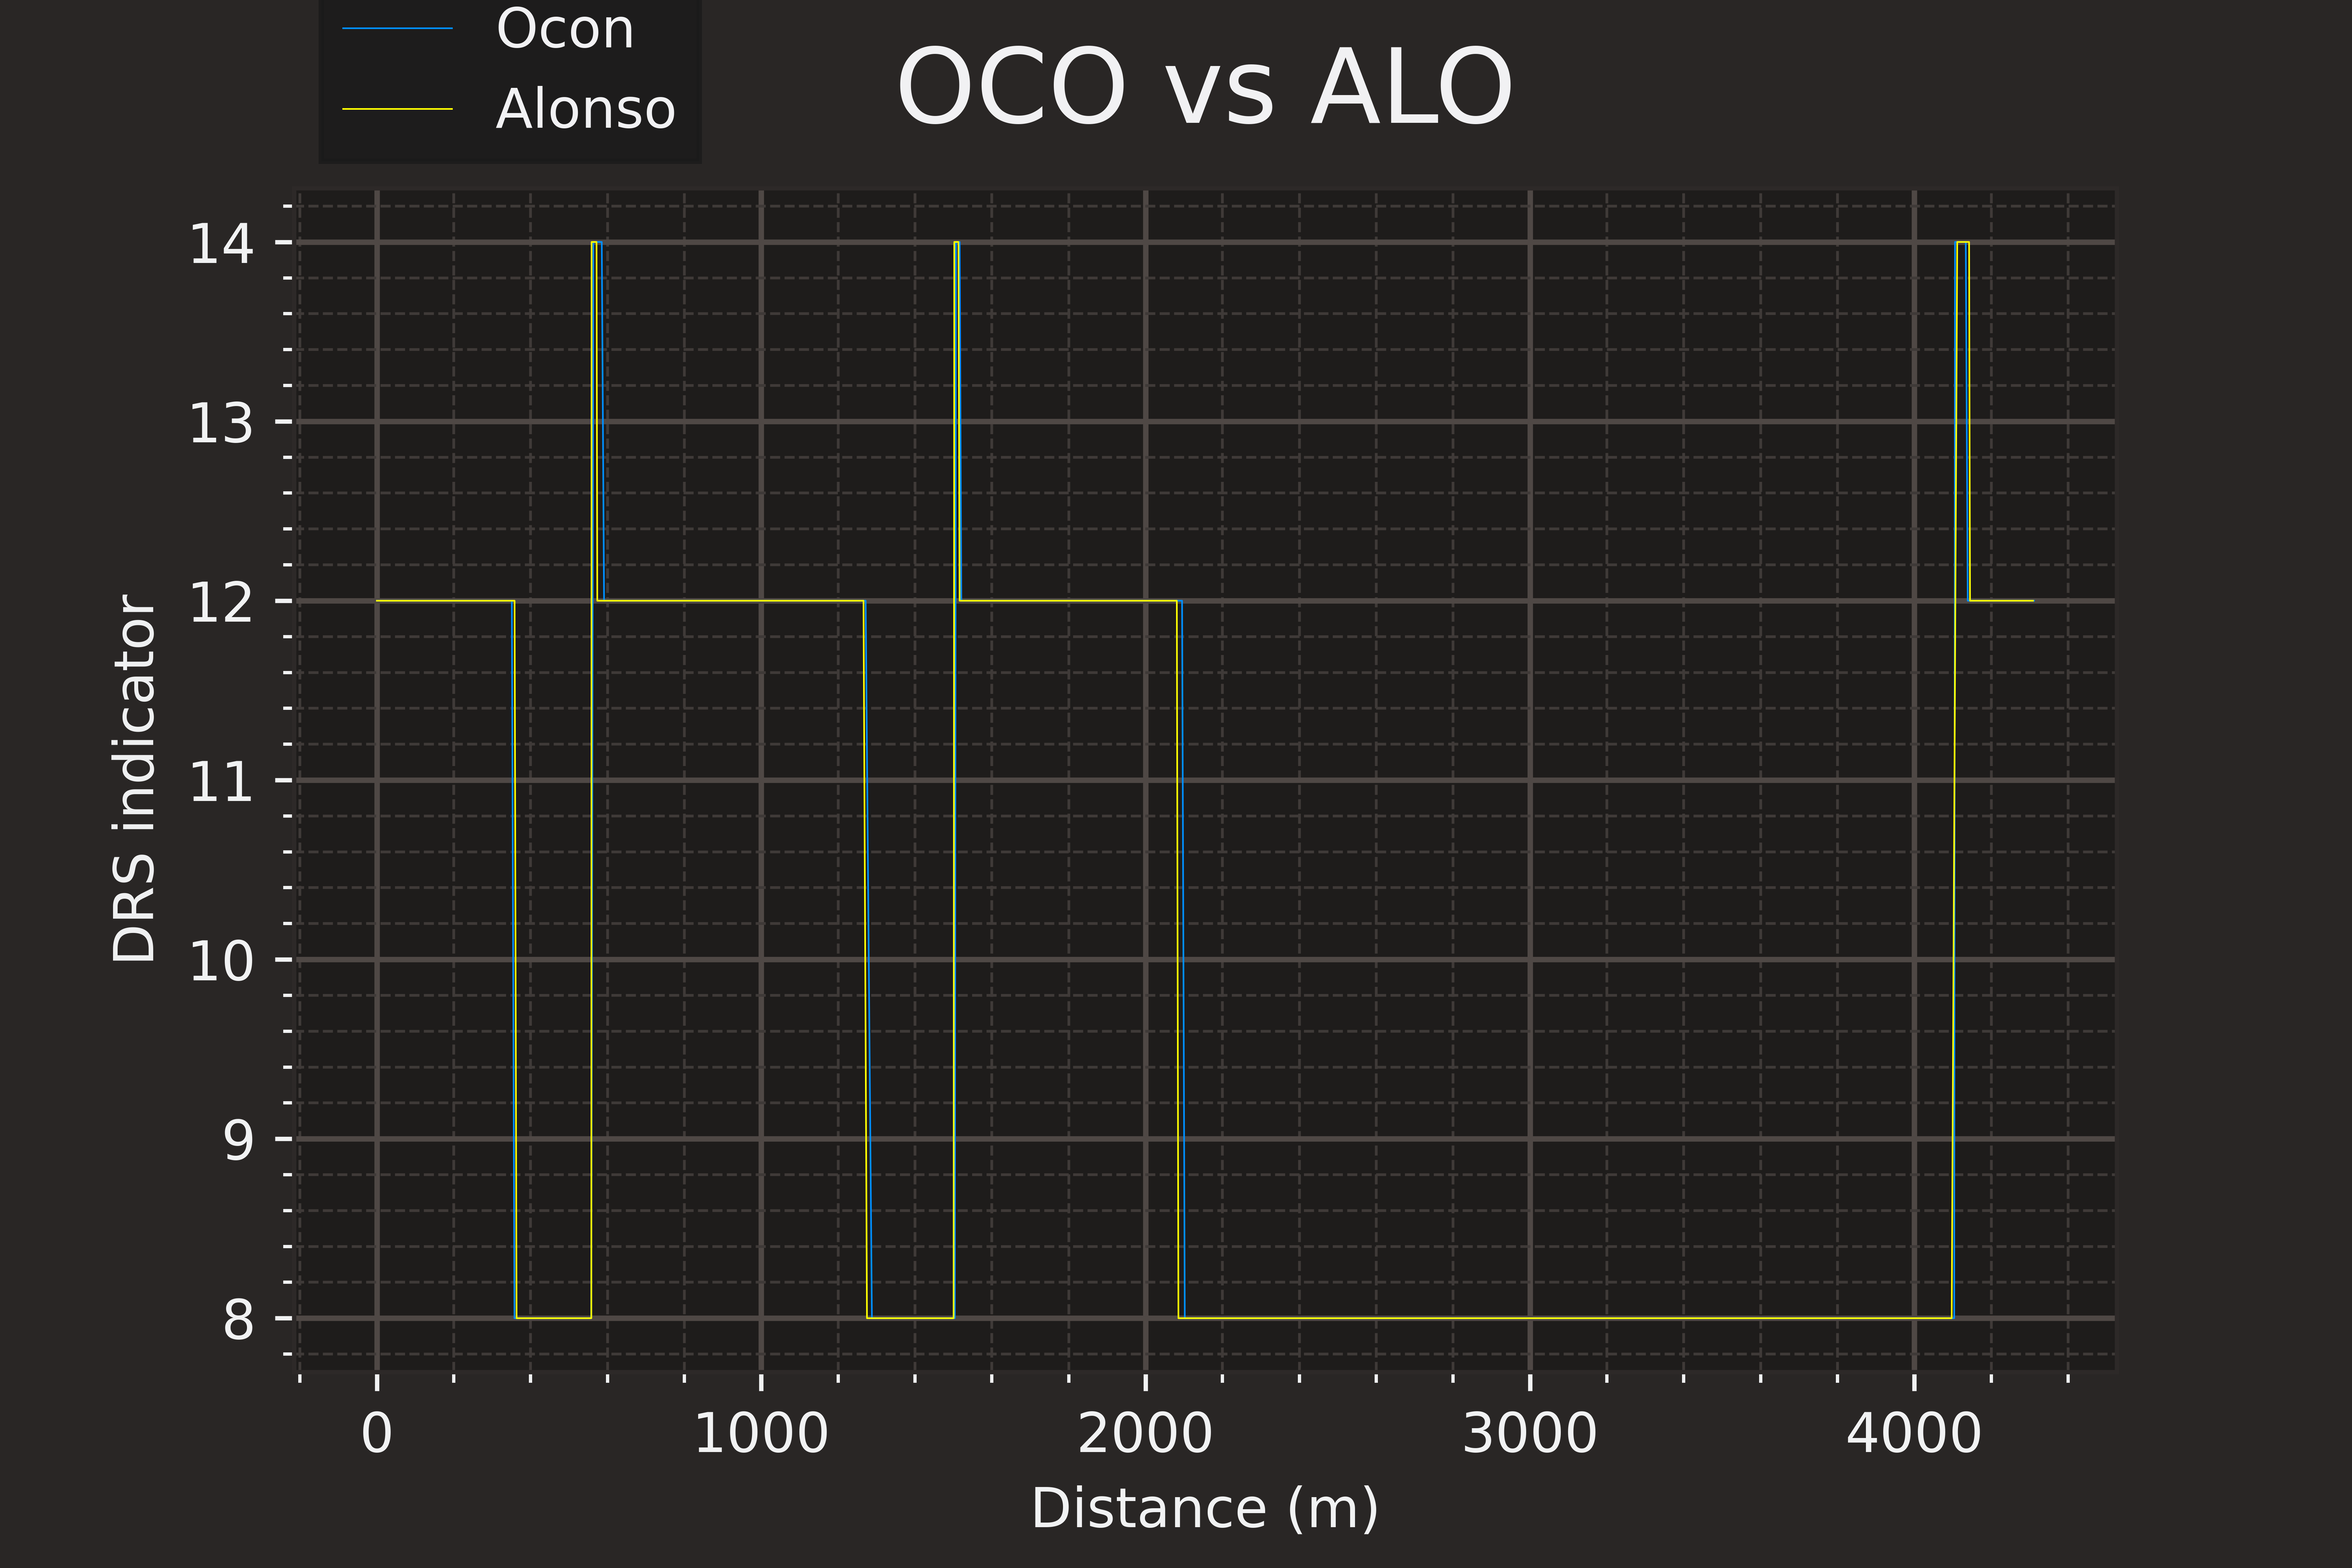 Ocon
Alonso
OCO vs ALO
14
13
12
11
10
9
8
DRS indicator
0 1000 2000 3000 4000
Distance (m)